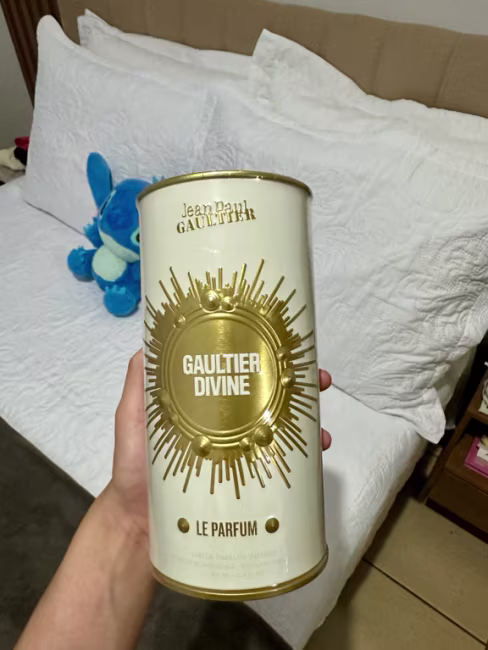 Jean Paul
GAULTIER
GAULTIER
DIVINE
LE PARFUM